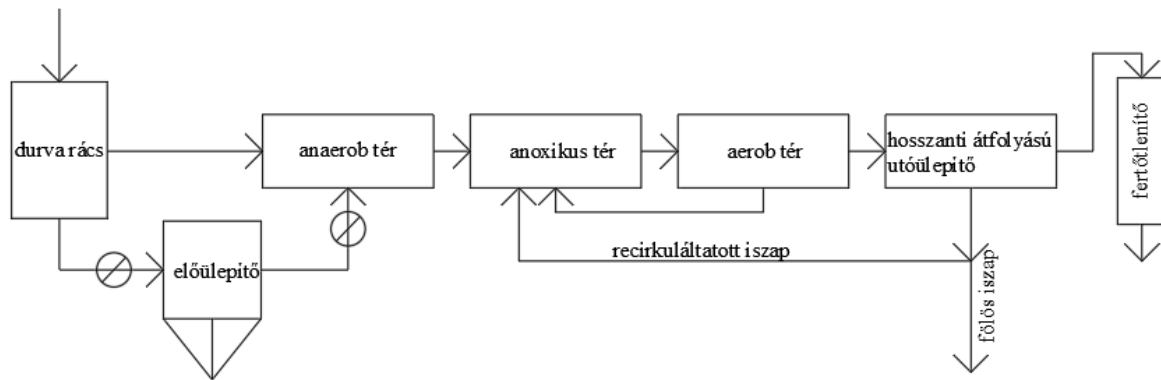 durva rács
anaerob tér
anoxikus tér
aerob tér
hosszanti átfolyású
utóülepítő
fertőtlenítő
előülepítő
recirkuláltatott iszap
fölös iszap